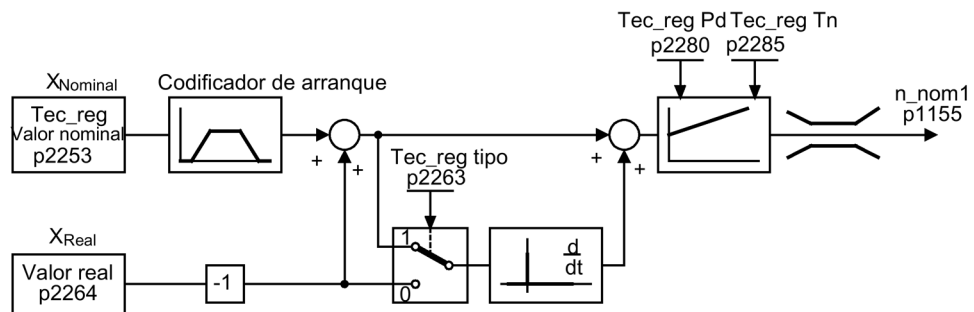 Tec_reg Pd
p2280
Tec_reg Tn
p2285
XNominal
Codificador de arranque
n_nom1
p1155
Tec_reg
Valor nominal
p2253
+
+
+
+
Tec_reg tipo
p2263
XReal
Valor real
p2264
-1
1
0
d
dt